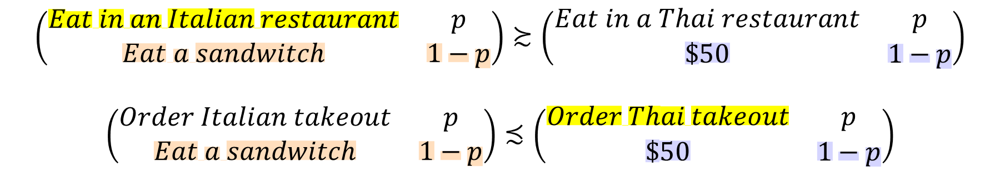 (Eat in an Italian restaurant p) ≿ (Eat in a Thai restaurant p)
(Eat a sandwitch 1 − p) ($50 1 − p)
(Order Italian takeout p) ≾ (Order Thai takeout p)
(Eat a sandwitch 1 − p) ($50 1 − p)